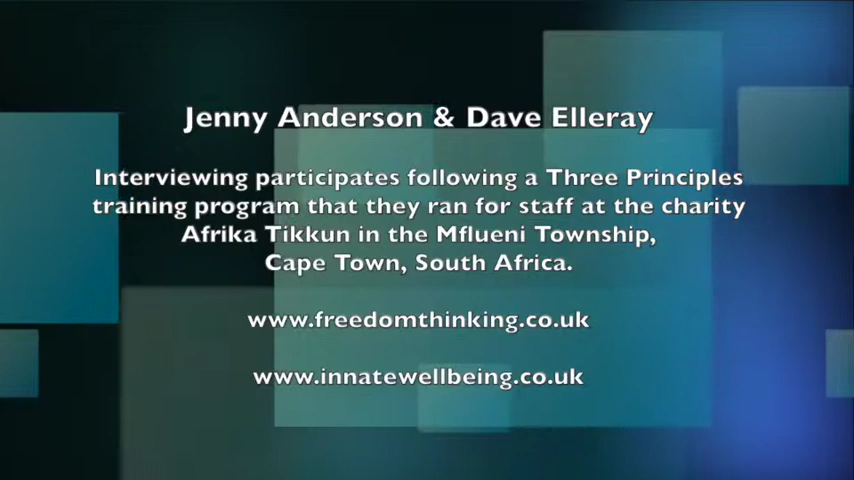 Jenny Anderson & Dave Elleray
Interviewing participates following a Three Principles
training program that they ran for staff at the charity
Afrika Tikkun in the Mflueni Township,
Cape Town, South Africa.
www.freedomthinking.co.uk
www.innatewellbeing.co.uk